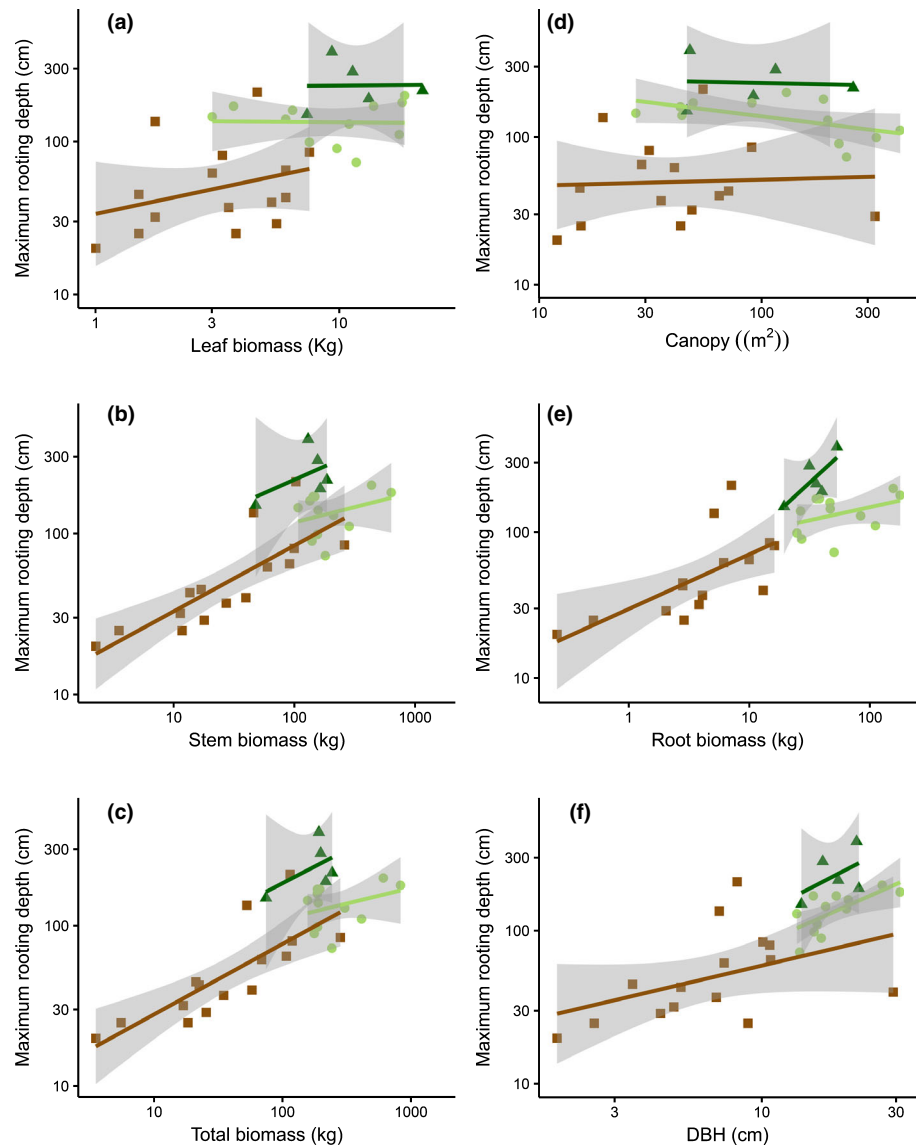 (a)
Maximum rooting depth (cm)
300
100
30
10
1
3
10
Leaf biomass (Kg)
(d)
Maximum rooting depth (cm)
300
100
30
10
10
30
100
300
Canopy ((m²))
(b)
Maximum rooting depth (cm)
300
100
30
10
10
100
1000
Stem biomass (kg)
(e)
Maximum rooting depth (cm)
300
100
30
10
1
10
100
Root biomass (kg)
(c)
Maximum rooting depth (cm)
300
100
30
10
10
100
1000
Total biomass (kg)
(f)
Maximum rooting depth (cm)
300
100
30
10
3
10
30
DBH (cm)